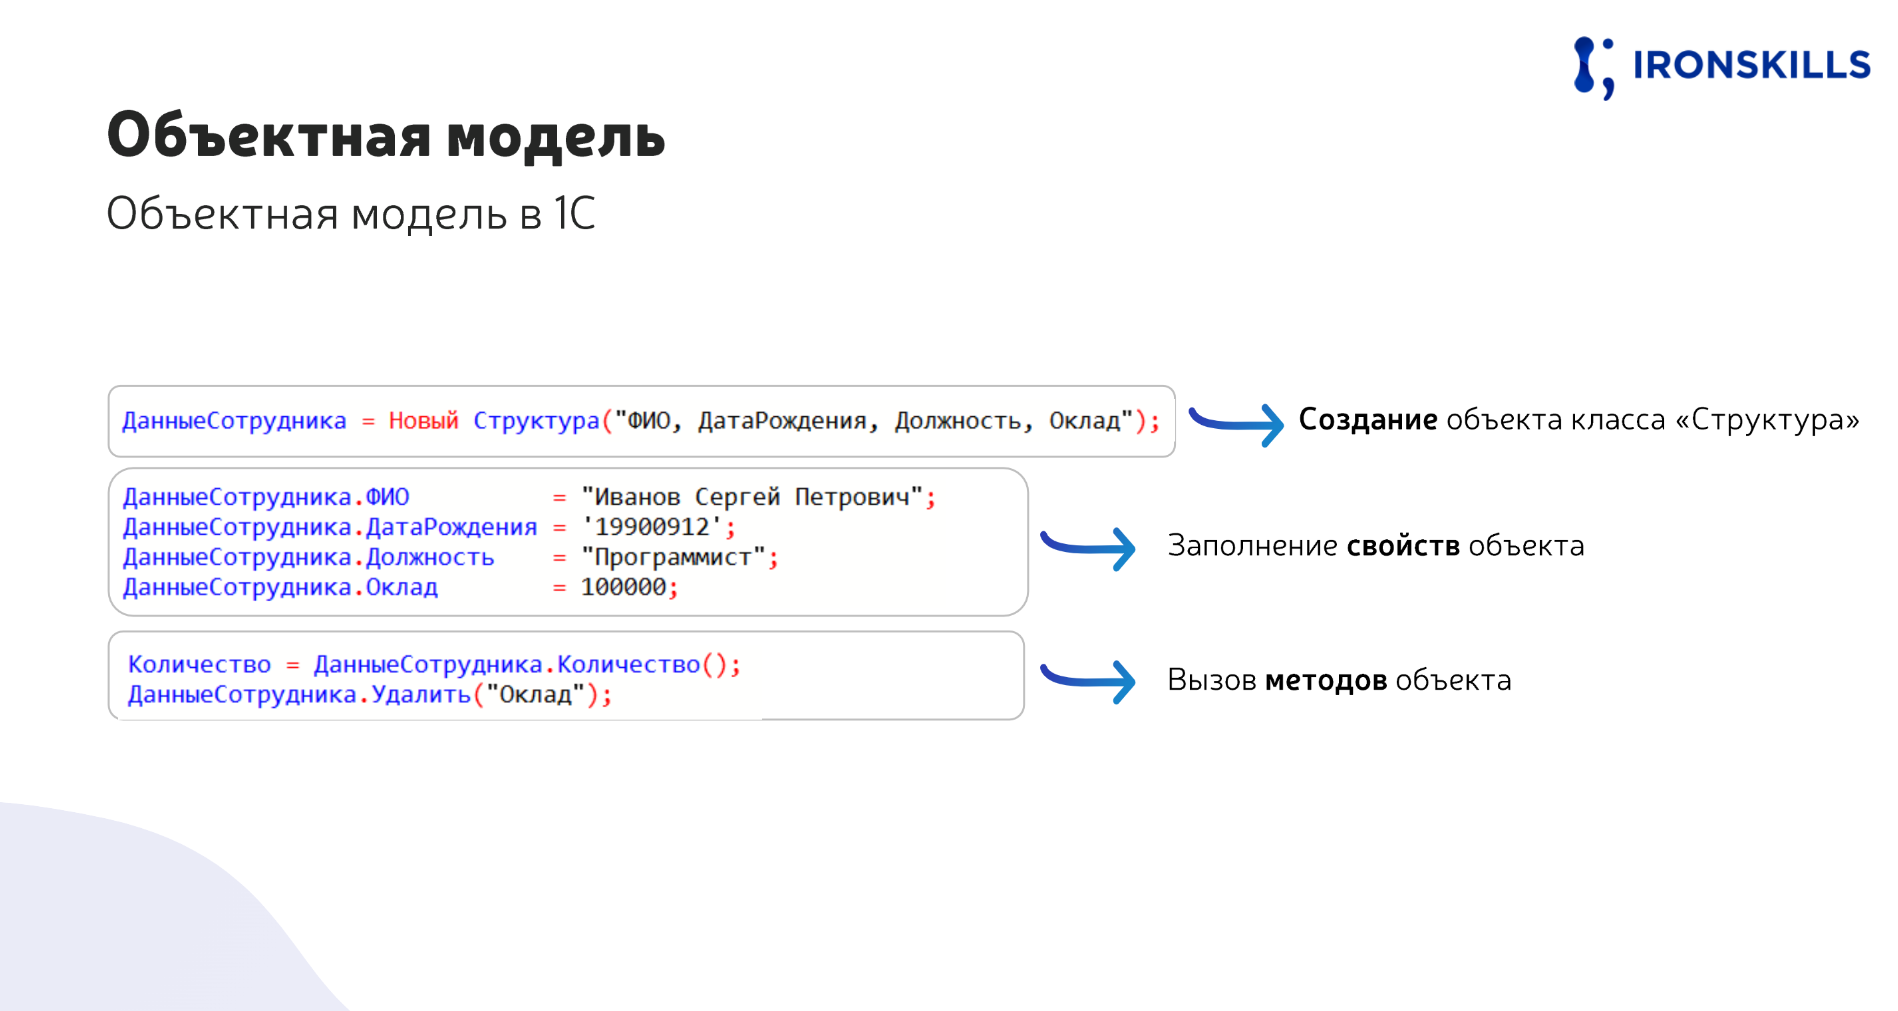 IRONSKILLS
Объектная модель
Объектная модель в 1С
ДанныеСотрудника = Новый Структура("ФИО, ДатаРождения, Должность, Оклад");
Создание объекта класса «Структура»
ДанныеСотрудника.ФИО = "Иванов Сергей Петрович";
ДанныеСотрудника.ДатаРождения = '19900912';
ДанныеСотрудника.Должность = "Программист";
ДанныеСотрудника.Оклад = 100000;
Заполнение свойств объекта
Количество = ДанныеСотрудника.Количество();
ДанныеСотрудника.Удалить("Оклад");
Вызов методов объекта